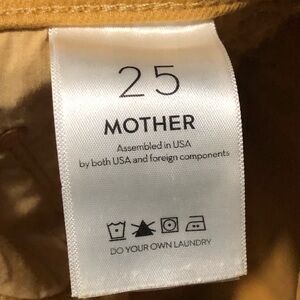 25
MOTHER
Assembled in USA
by both USA and foreign components
DO YOUR OWN LAUNDRY